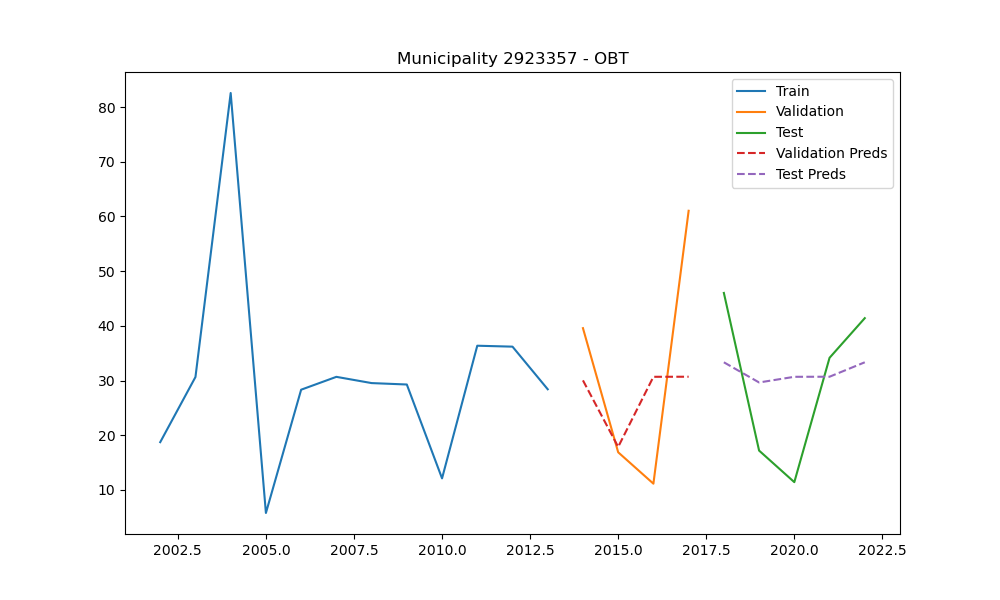 Municipality 2923357 - OBT
Train
Validation
Test
Validation Preds
Test Preds
80
70
60
50
40
30
20
10
2002.5 2005.0 2007.5 2010.0 2012.5 2015.0 2017.5 2020.0 2022.5